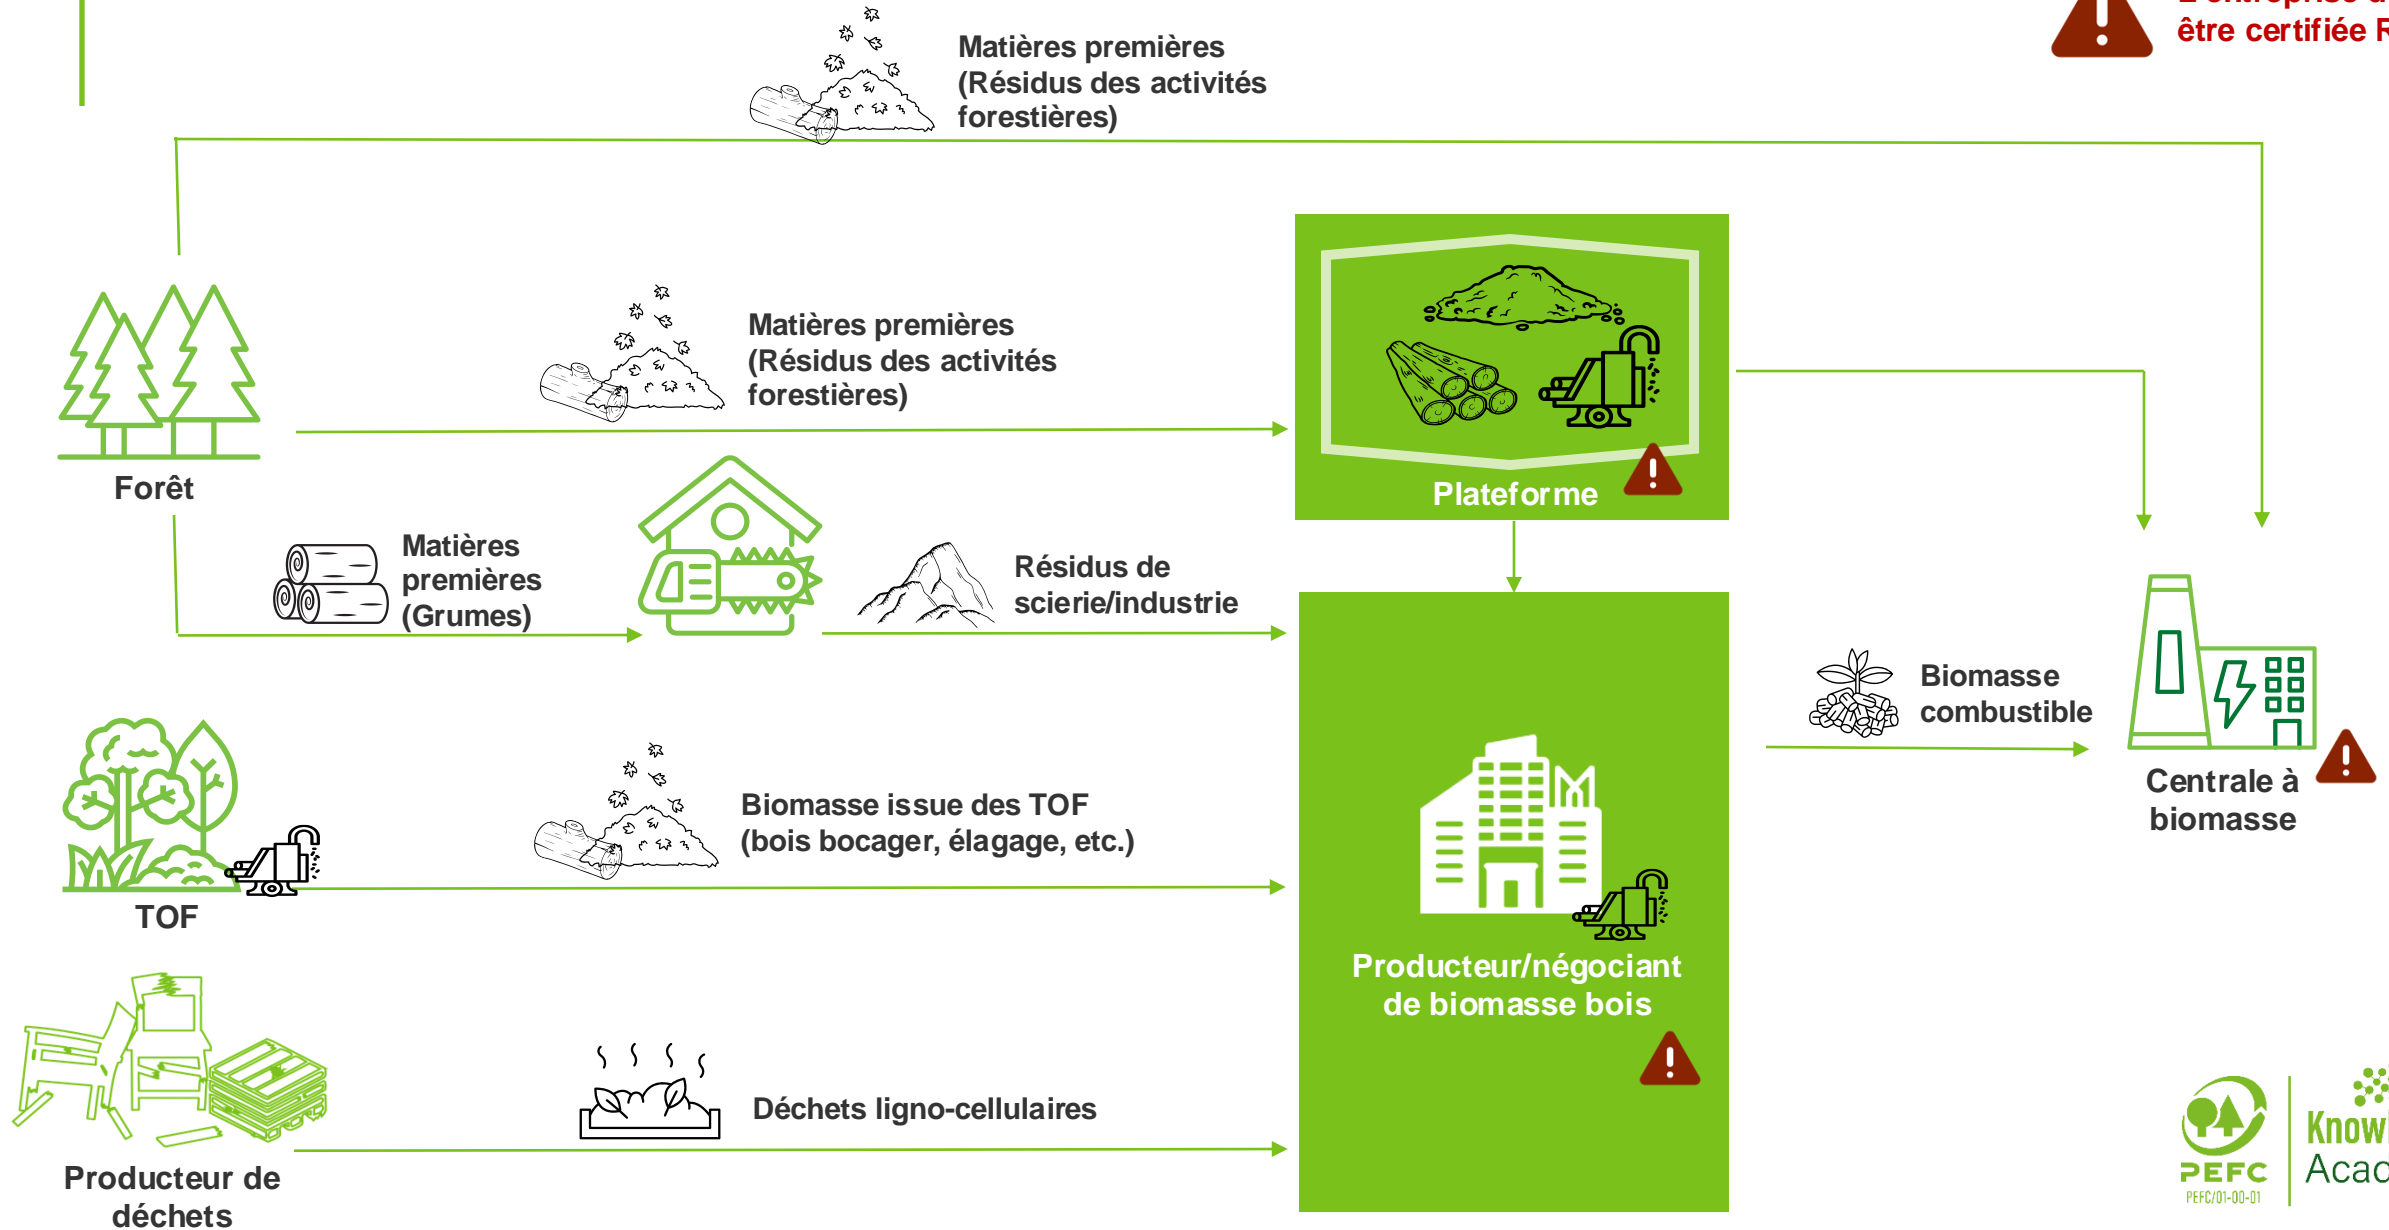 être certifiée
Matières premières
(Résidus des activités
forestières)
Matières premières
(Résidus des activités
forestières)
Plateforme
Forêt
Matières
premières
(Grumes)
Résidus de
scierie/industrie
Biomasse
combustible
Centrale à
biomasse
Biomasse issue des TOF
(bois bocager, élagage, etc.)
TOF
Producteur/négociant
de biomasse bois
Déchets ligno-cellulaires
Producteur de
déchets
PEFC
PEFC/01-00-01